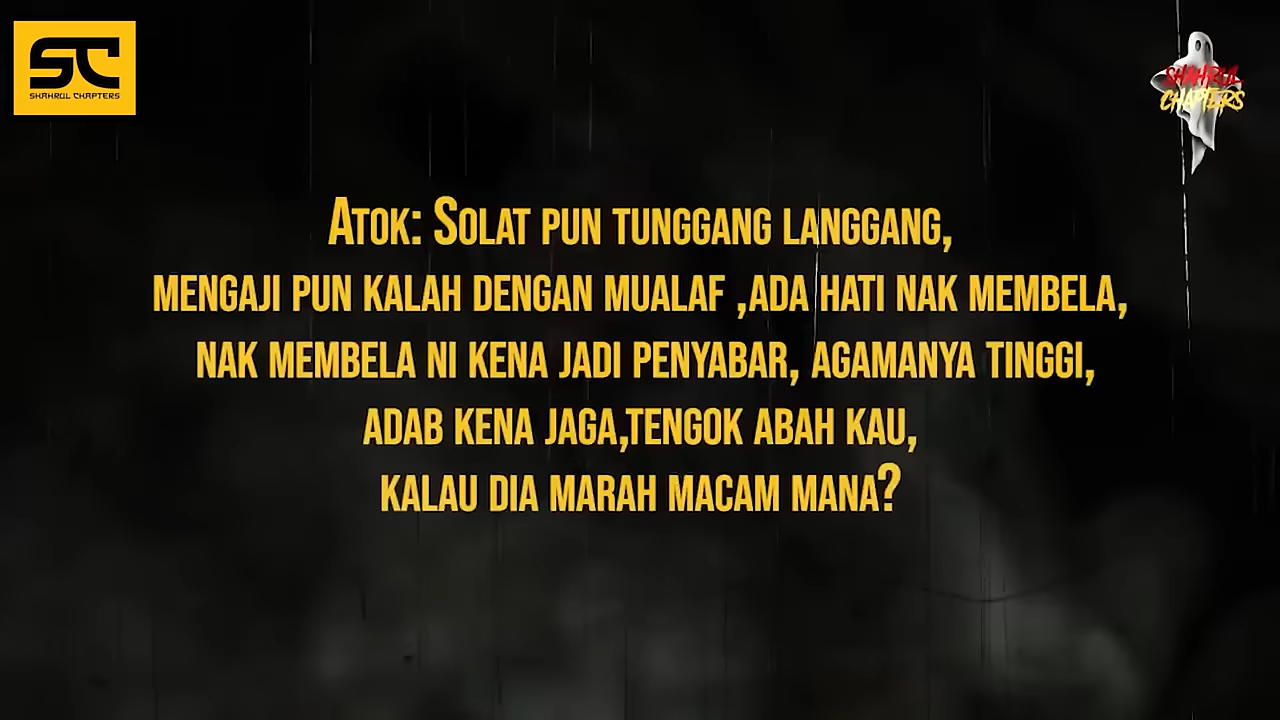 ST
SHAHRUL CHAPTERS
SHAHRUL
CHAPTERS
ATOK: SOLAT PUN TUNGGANG LANGGANG,
MENGAJI PUN KALAH DENGAN MUALAF ,ADA HATI NAK MEMBELA,
NAK MEMBELA NI KENA JADI PENYABAR, AGAMANYA TINGGI,
ADAB KENA JAGA,TENGOK ABAH KAU,
KALAU DIA MARAH MACAM MANA?